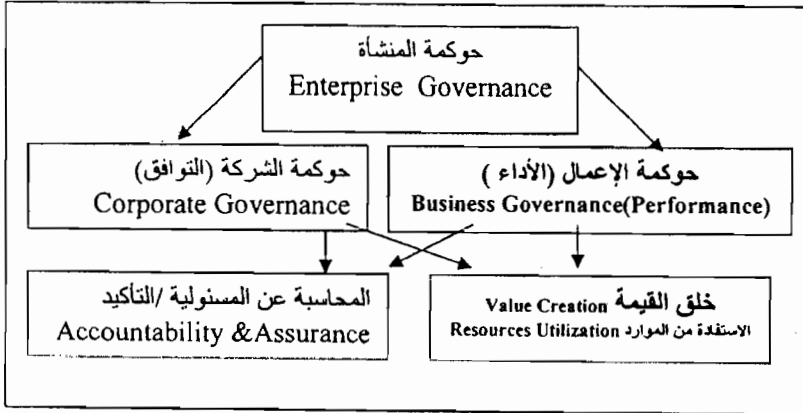 حوكمة المنشأة
Enterprise Governance
حوكمة الشركة (التوافق)
Corporate Governance
حوكمة الإعمال (الأداء )
Business Governance(Performance)
المحاسبة عن المسئولية /التأكيد
Accountability &Assurance
خلق القيمة Value Creation
الاستفادة من الموارد Resources Utilization